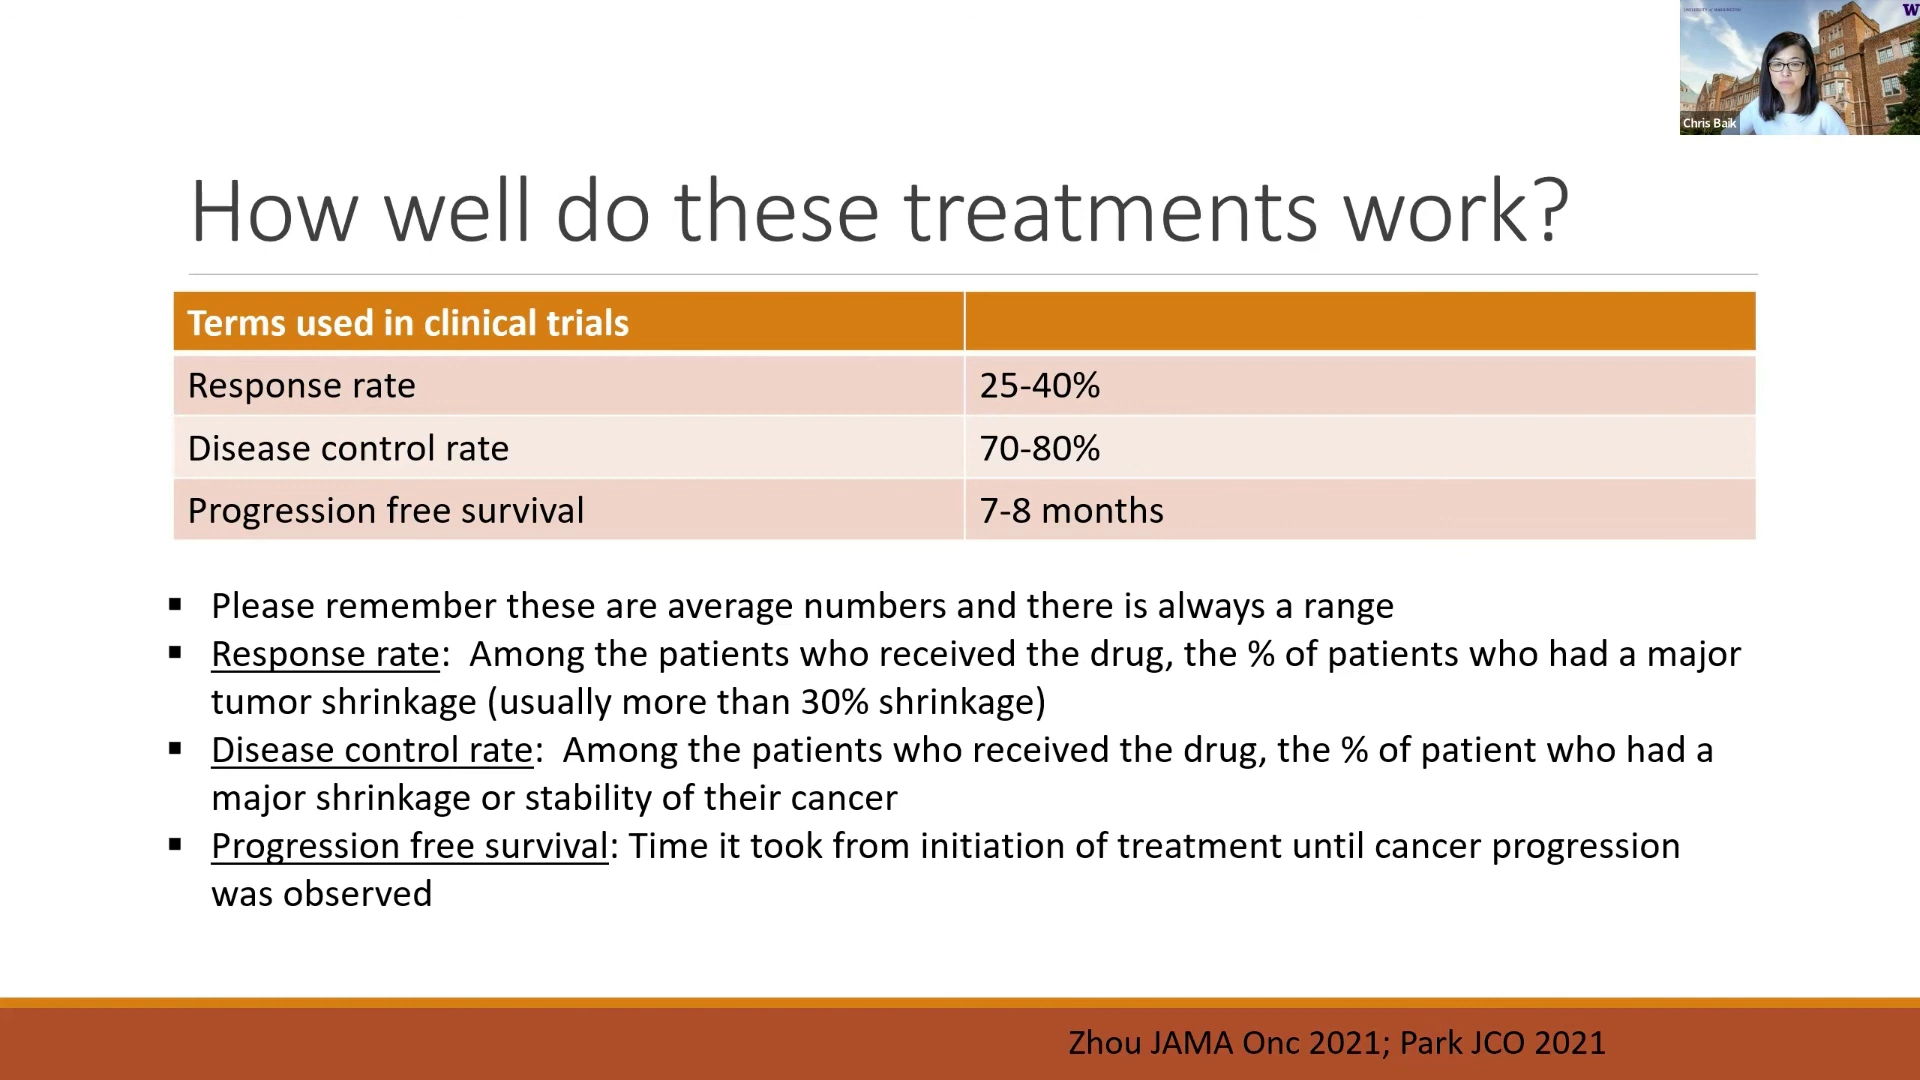 UNIVERSITY of WASHINGTON
W
Chris Baik
How well do these treatments work?
Terms used in clinical trials
Response rate
25-40%
Disease control rate
70-80%
Progression free survival
7-8 months
▪ Please remember these are average numbers and there is always a range
▪ Response rate:  Among the patients who received the drug, the % of patients who had a major
tumor shrinkage (usually more than 30% shrinkage)
▪ Disease control rate:  Among the patients who received the drug, the % of patient who had a
major shrinkage or stability of their cancer
▪ Progression free survival: Time it took from initiation of treatment until cancer progression
was observed
Zhou JAMA Onc 2021; Park JCO 2021